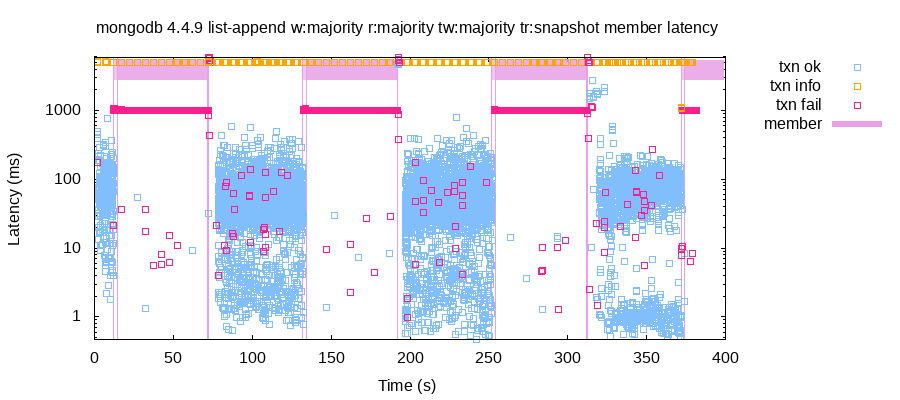 mongodb 4.4.9 list-append w:majority r:majority tw:majority tr:snapshot member latency
txn ok
txn info
txn fail
member
Latency (ms)
1000
100
10
1
0 50 100 150 200 250 300 350 400
Time (s)